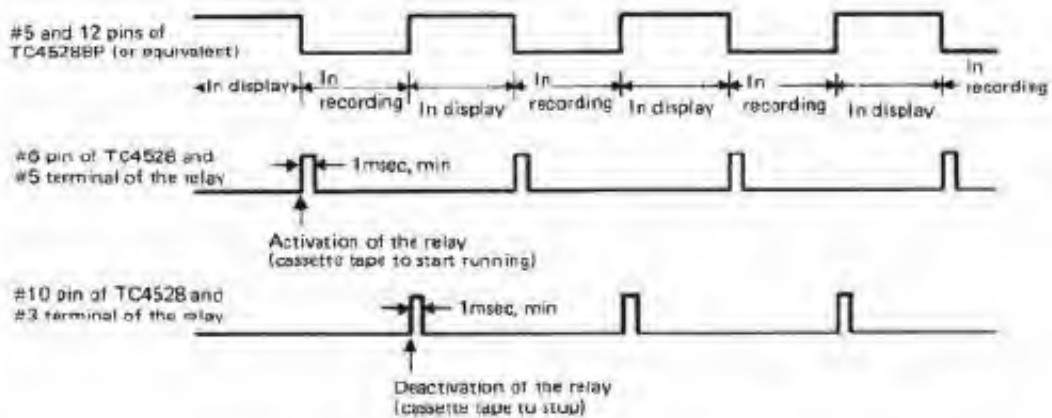 #5 and 12 pins of
TC4528BP (or equivalent)
In display
In
recording
In display
In
recording
In display
In
recording
In display
In
recording
#6 pin of TC4528 and
#5 terminal of the relay
1msec, min
Activation of the relay
(cassette tape to start running)
#10 pin of TC4528 and
#3 terminal of the relay
1msec, min
Deactivation of the relay
(cassette tape to stop)